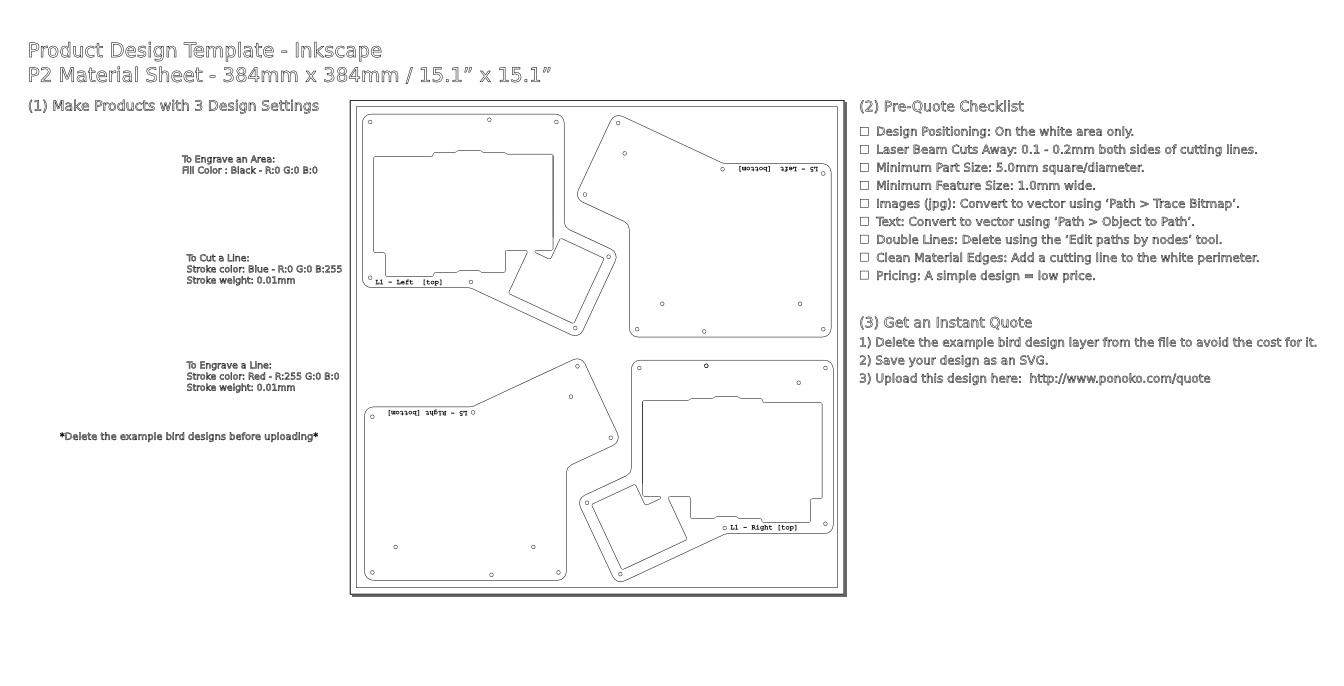 Product Design Template - Inkscape
P2 Material Sheet - 384mm x 384mm / 15.1” x 15.1”
(1) Make Products with 3 Design Settings
To Engrave an Area:
Fill Color : Black - R:0 G:0 B:0
To Cut a Line:
Stroke color: Blue - R:0 G:0 B:255
Stroke weight: 0.01mm
To Engrave a Line:
Stroke color: Red - R:255 G:0 B:0
Stroke weight: 0.01mm
*Delete the example bird designs before uploading*
L5 - Left [bottom]
L1 - Left [top]
L5 - Right [bottom]
L1 - Right [top]
(2) Pre-Quote Checklist
☐ Design Positioning: On the white area only.
☐ Laser Beam Cuts Away: 0.1 - 0.2mm both sides of cutting lines.
☐ Minimum Part Size: 5.0mm square/diameter.
☐ Minimum Feature Size: 1.0mm wide.
☐ Images (jpg): Convert to vector using ‘Path > Trace Bitmap’.
☐ Text: Convert to vector using ‘Path > Object to Path’.
☐ Double Lines: Delete using the ‘Edit paths by nodes’ tool.
☐ Clean Material Edges: Add a cutting line to the white perimeter.
☐ Pricing: A simple design = low price.
(3) Get an Instant Quote
1) Delete the example bird design layer from the file to avoid the cost for it.
2) Save your design as an SVG.
3) Upload this design here: http://www.ponoko.com/quote